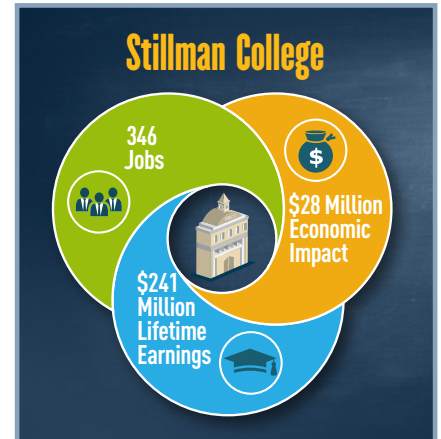 Stillman College
346
Jobs
$
$28 Million
Economic
Impact
$241
Million
Lifetime
Earnings